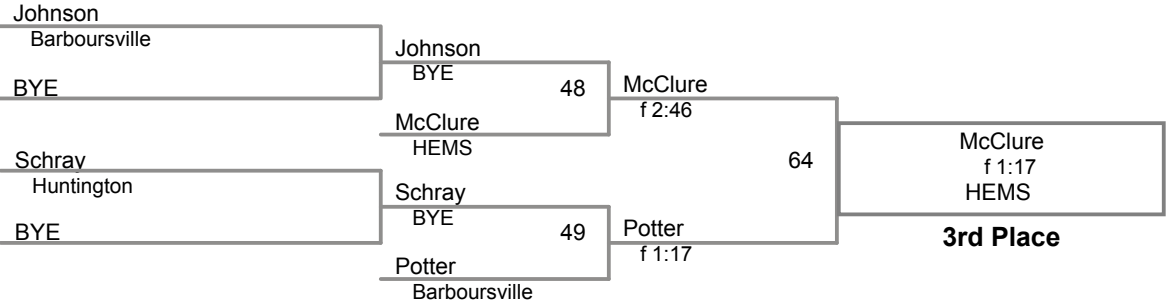 Johnson
Barboursville
BYE
Schray
Huntington
BYE
Johnson
BYE
48
McClure
HEMS
Schray
BYE
49
Potter
Barboursville
McClure
f 2:46
64
Potter
f 1:17
McClure
f 1:17
HEMS
3rd Place